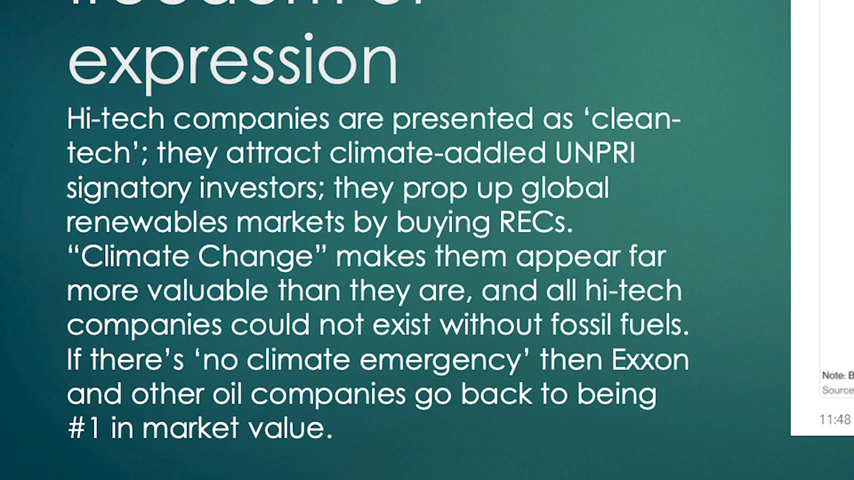 freedom of
expression
Hi-tech companies are presented as ‘clean-
tech’; they attract climate-addled UNPRI
signatory investors; they prop up global
renewables markets by buying RECs.
“Climate Change” makes them appear far
more valuable than they are, and all hi-tech
companies could not exist without fossil fuels.
If there’s ‘no climate emergency’ then Exxon
and other oil companies go back to being
#1 in market value.
Note: B
Source
11:48